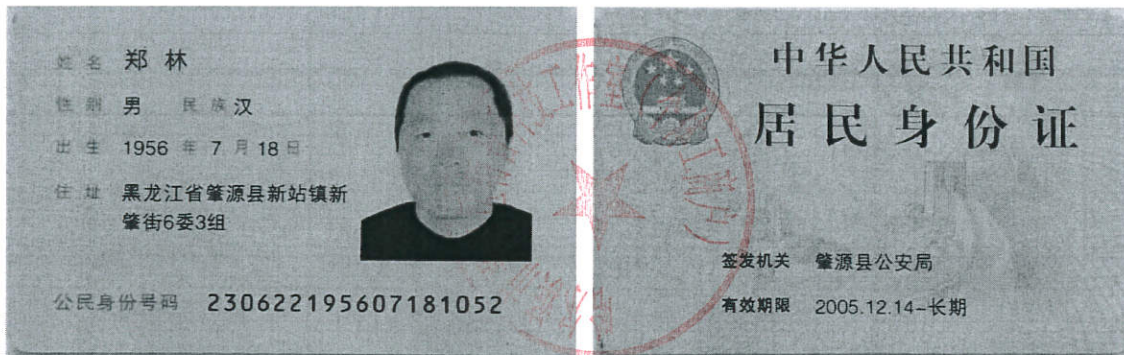 姓名 郑林
性别 男 民族 汉
出生 1956 年 7 月 18 日
住址 黑龙江省肇源县新站镇新
肇街6委3组
公民身份号码 230622195607181052
中华人民共和国
居民身份证
签发机关 肇源县公安局
有效期限 2005.12.14-长期